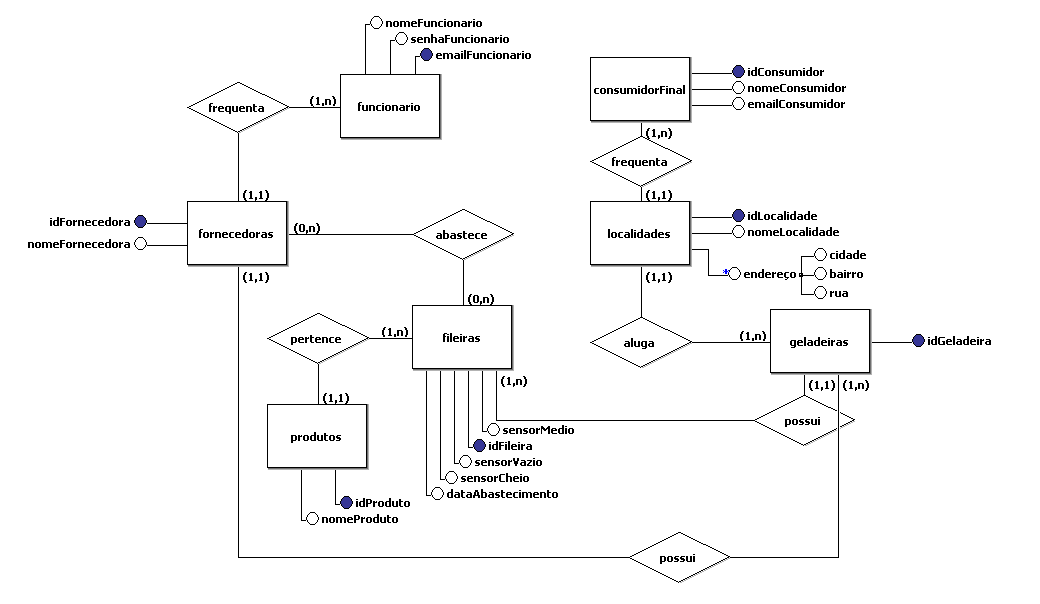 nomeFuncionario
senhaFuncionario
emailFuncionario
frequenta
(1,n)
funcionario
consumidorFinal
idConsumidor
nomeConsumidor
emailConsumidor
(1,n)
frequenta
(1,1)
(1,1)
idFornecedora
nomeFornecedora
fornecedoras
(0,n)
abastece
localidades
idLocalidade
nomeLocalidade
* endereço
cidade
bairro
rua
(1,1)
(1,1)
(0,n)
pertence
(1,n)
fileiras
aluga
(1,n)
geladeiras
idGeladeira
(1,n)
(1,1)
(1,n)
(1,1)
produtos
possui
sensorMedio
idFileira
sensorVazio
sensorCheio
dataAbastecimento
idProduto
nomeProduto
possui